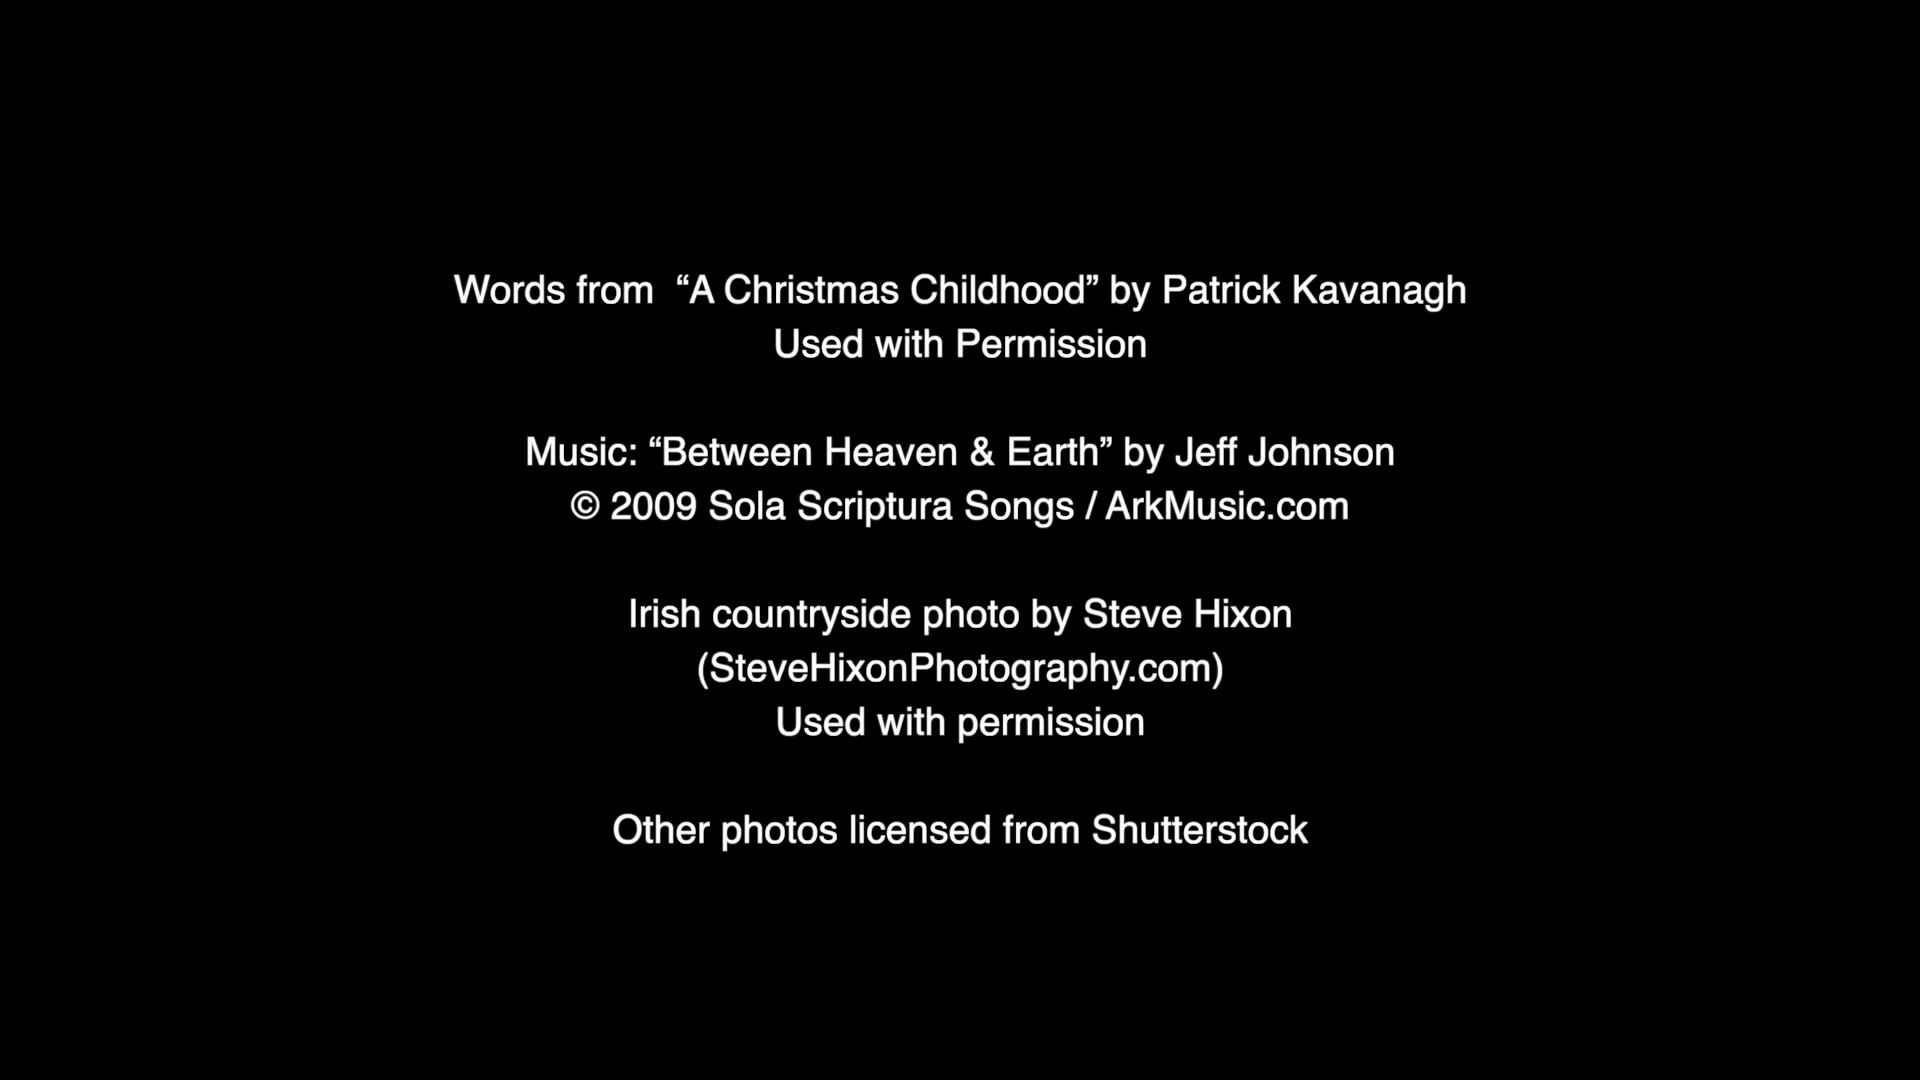 Words from  “A Christmas Childhood” by Patrick Kavanagh
Used with Permission
Music: “Between Heaven & Earth” by Jeff Johnson
© 2009 Sola Scriptura Songs / ArkMusic.com
Irish countryside photo by Steve Hixon
(SteveHixonPhotography.com)
Used with permission
Other photos licensed from Shutterstock